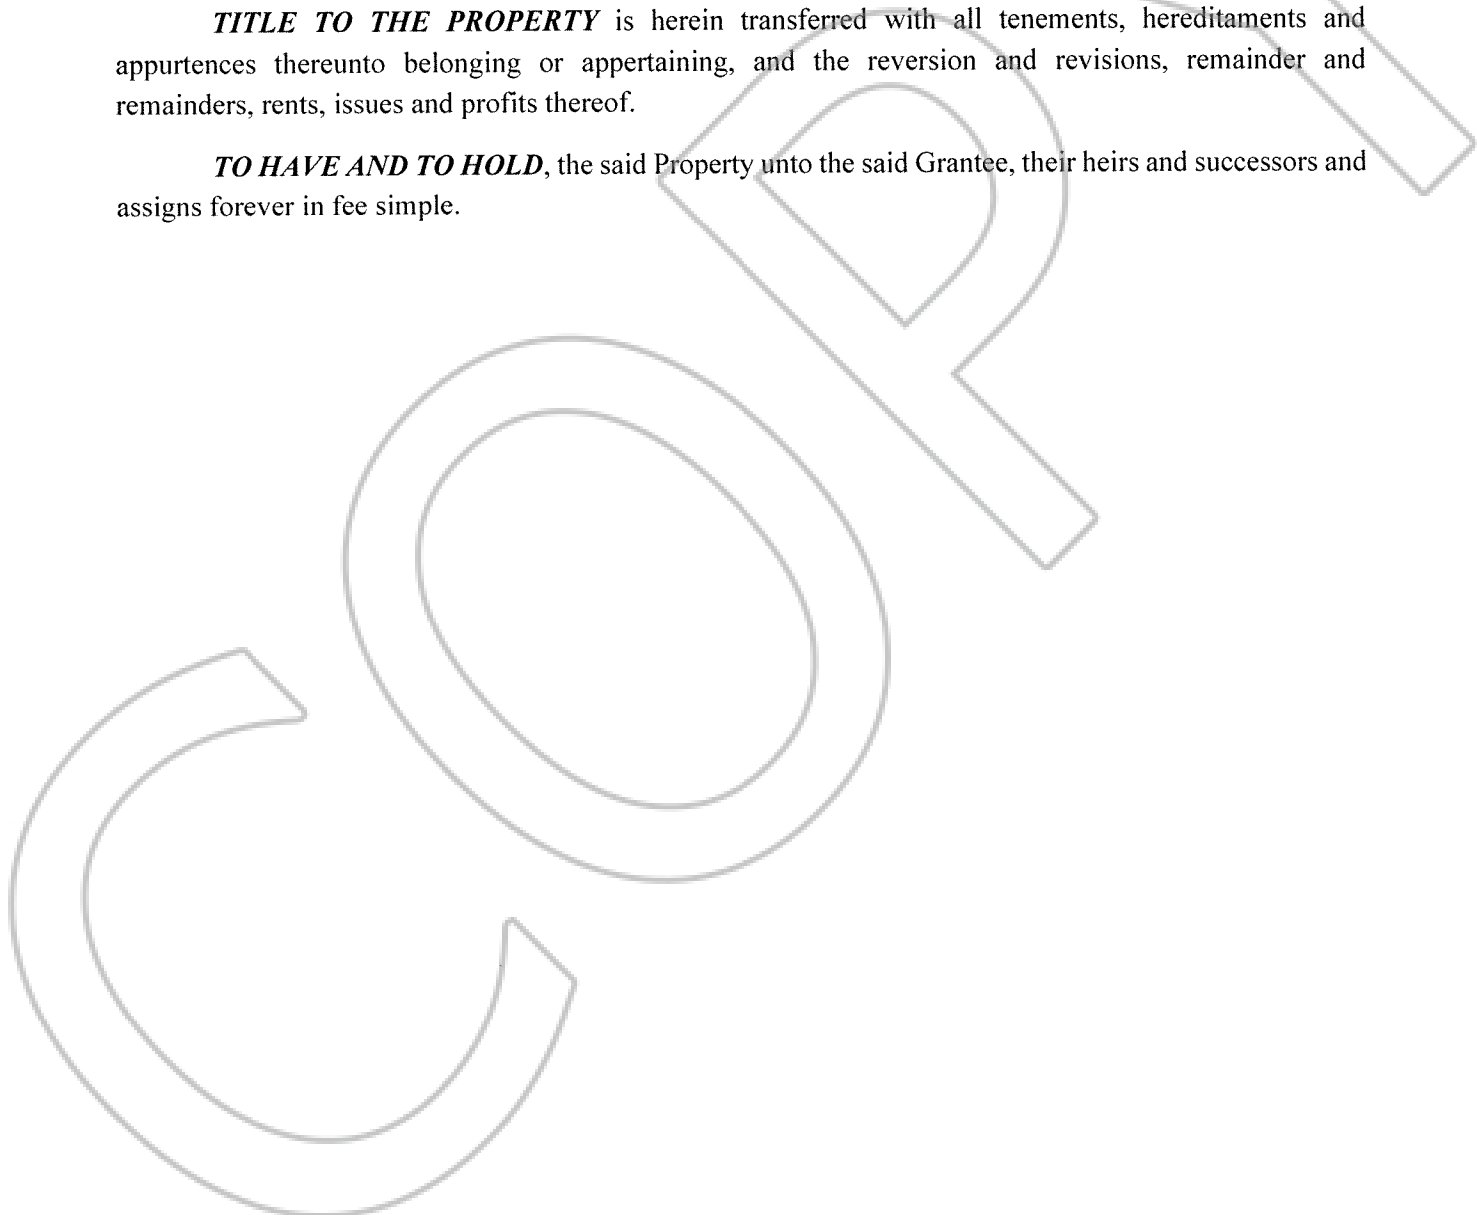 TITLE TO THE PROPERTY is herein transferred with all tenements, hereditaments and
appurtences thereunto belonging or appertaining, and the reversion and revisions, remainder and
remainders, rents, issues and profits thereof.
TO HAVE AND TO HOLD, the said Property unto the said Grantee, their heirs and successors and
assigns forever in fee simple.
COPY